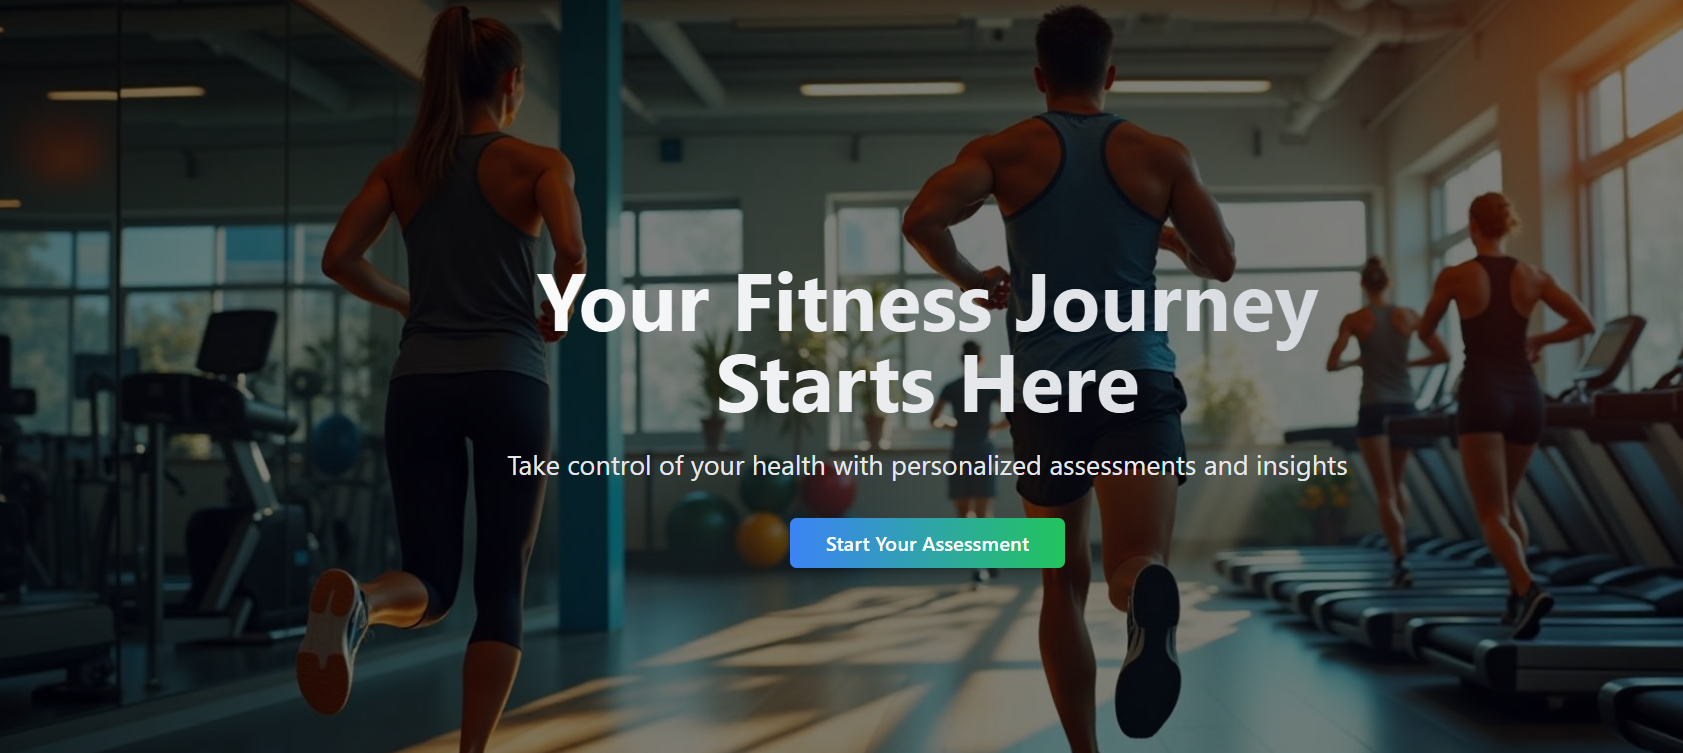 Your Fitness Journey
Starts Here
Take control of your health with personalized assessments and insights
Start Your Assessment